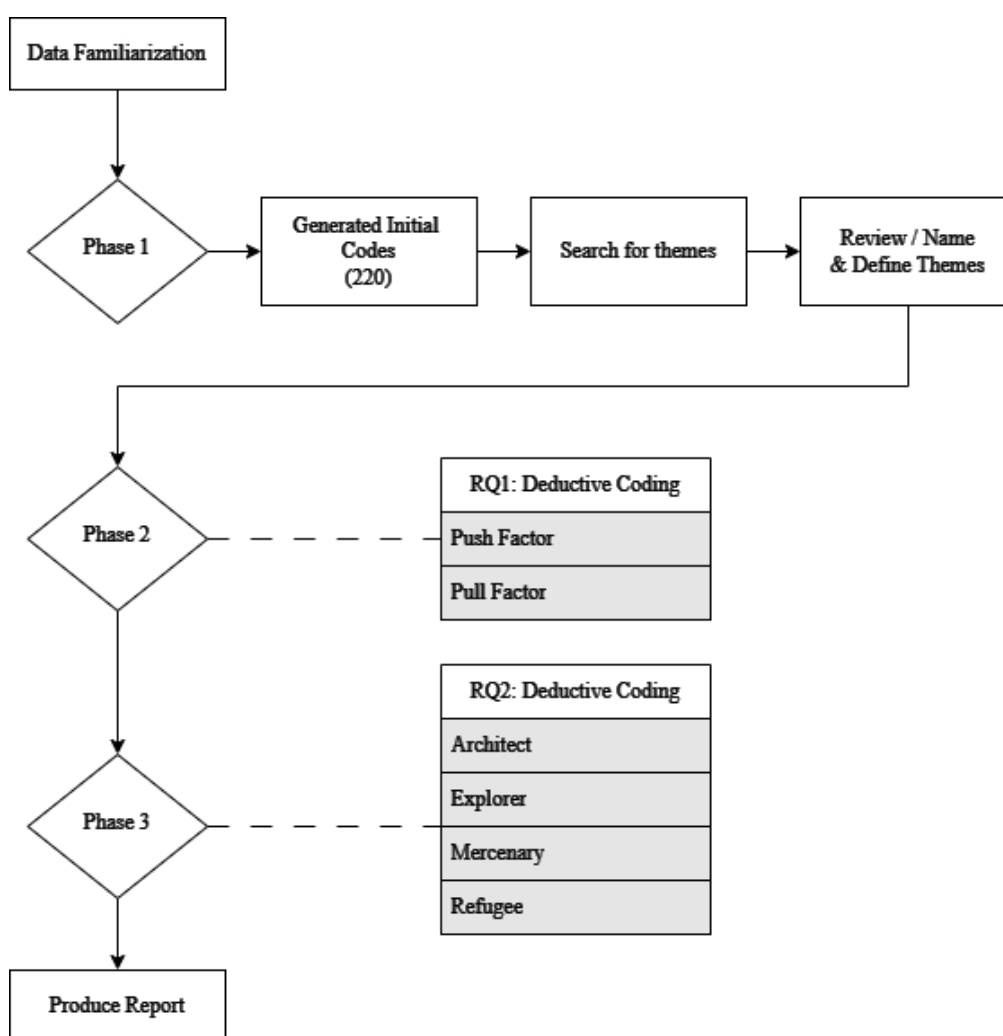 Data Familiarization
Phase 1
Generated Initial
Codes
(220)
Search for themes
Review / Name
& Define Themes
Phase 2
RQ1: Deductive Coding
Push Factor
Pull Factor
Phase 3
RQ2: Deductive Coding
Architect
Explorer
Mercenary
Refugee
Produce Report